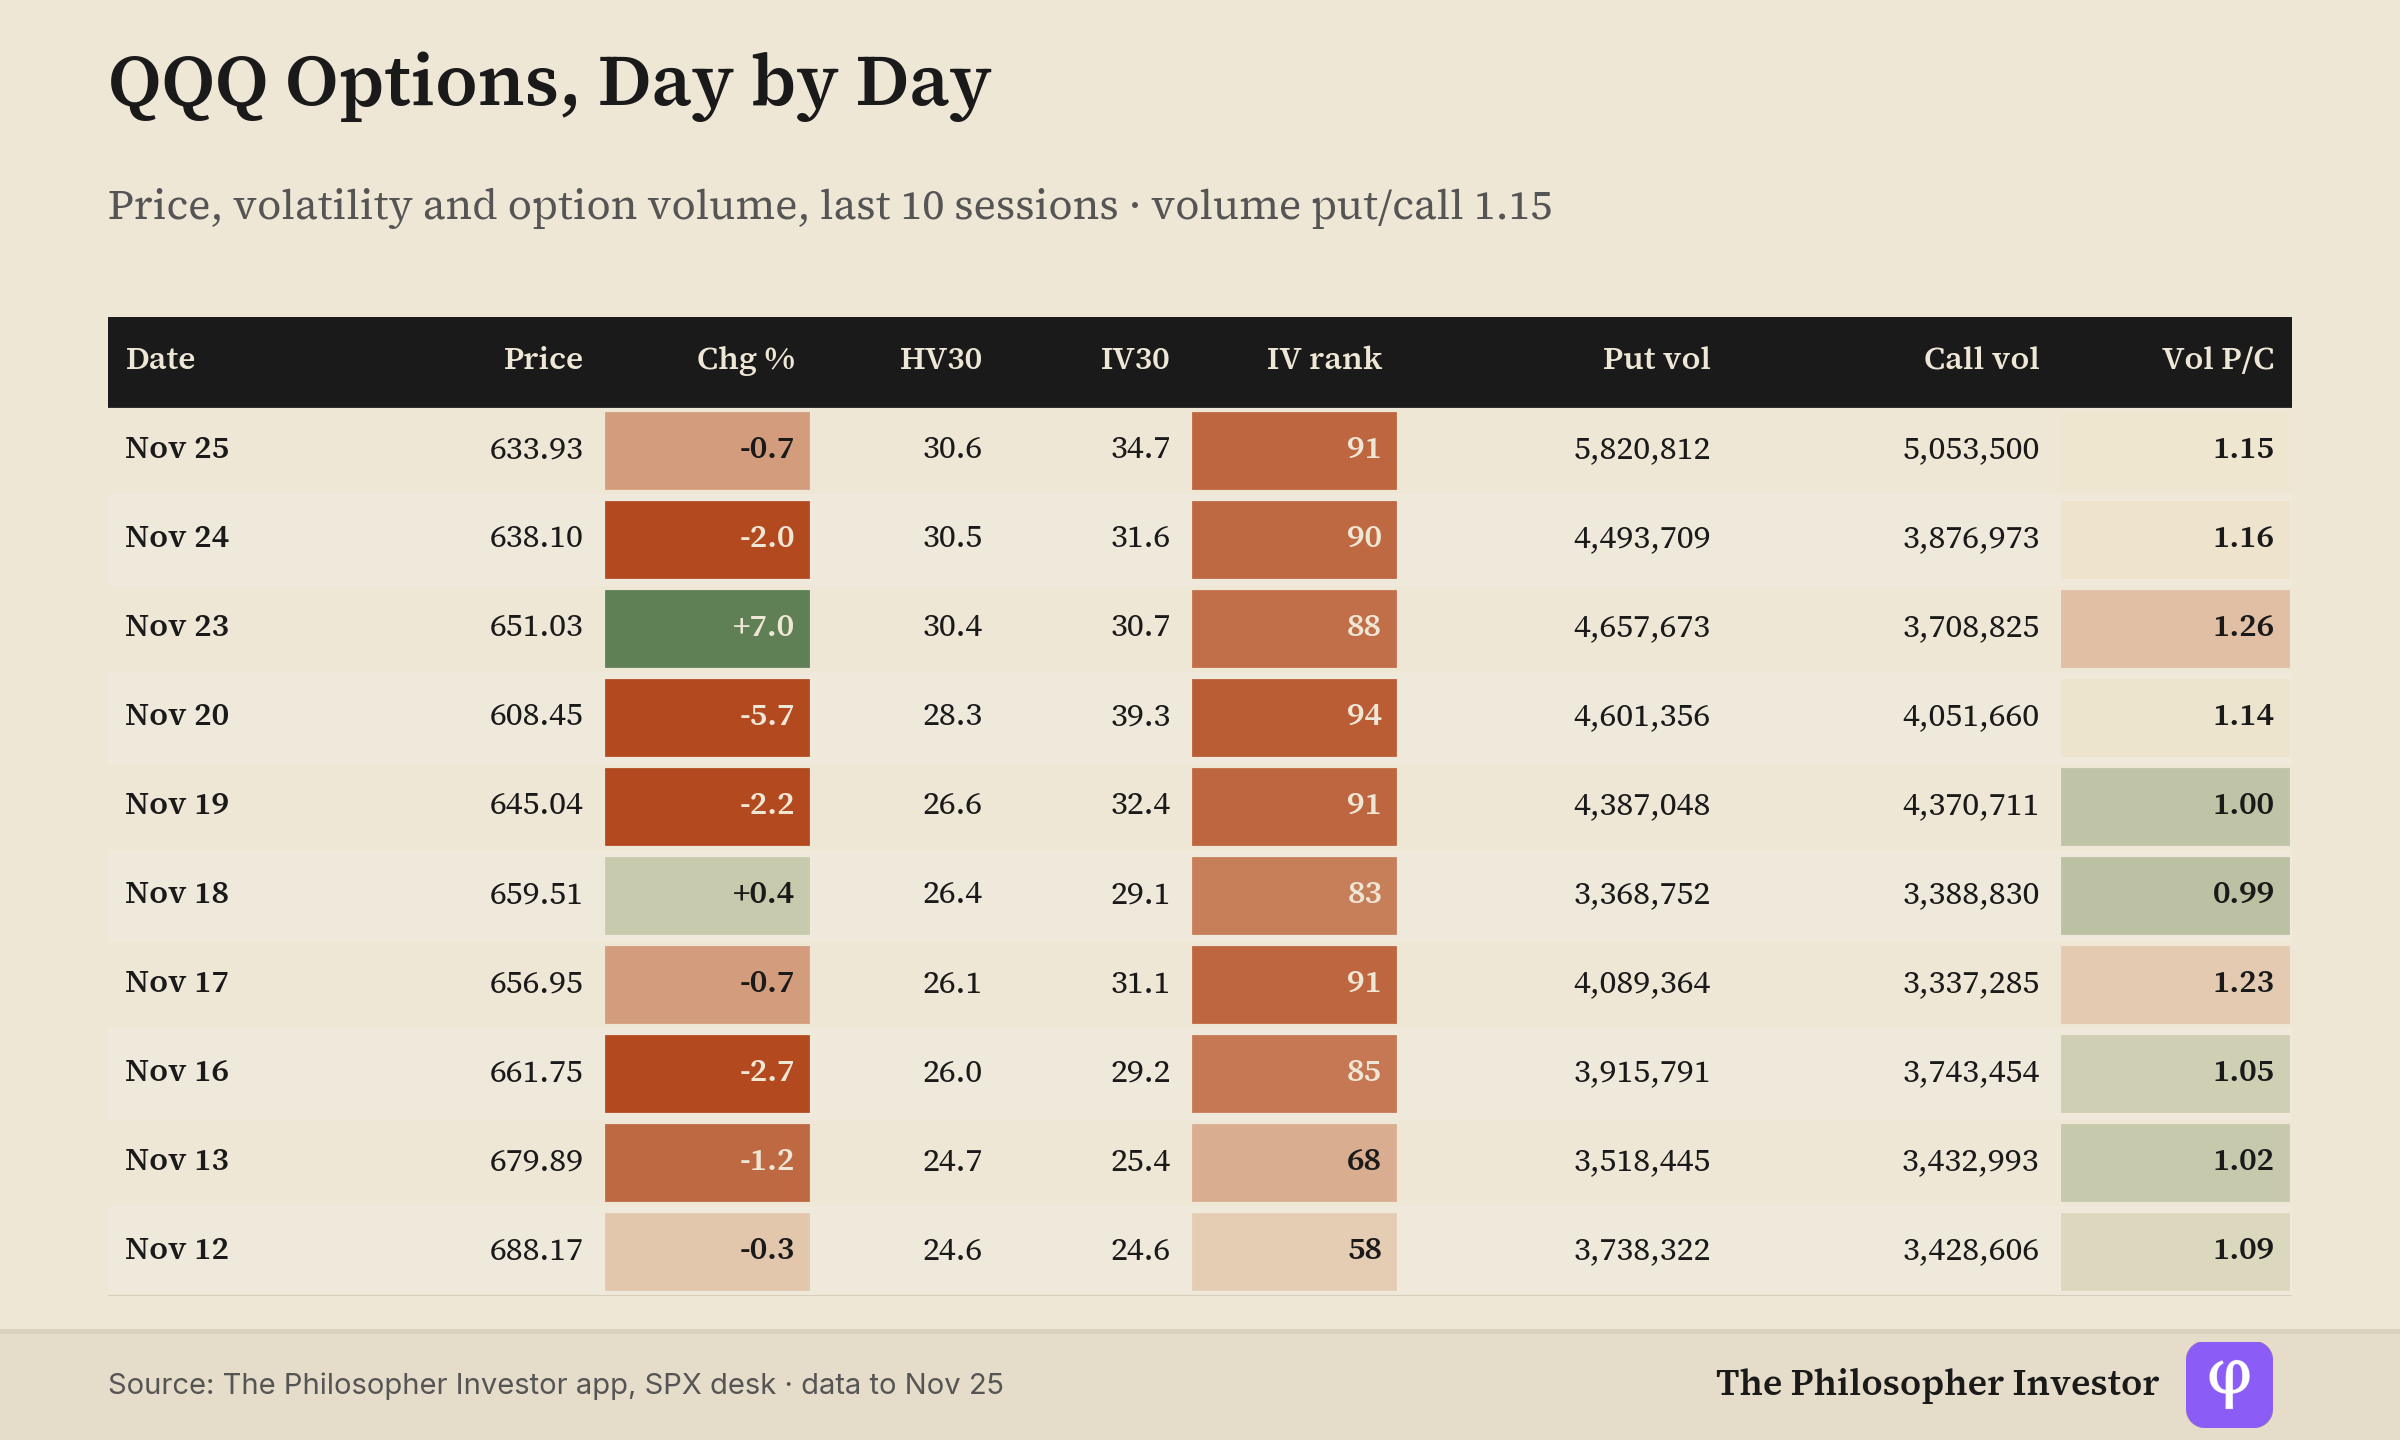 QQQ Options, Day by Day
Price, volatility and option volume, last 10 sessions · volume put/call 1.15
Date Price Chg % HV30 IV30 IV rank Put vol Call vol Vol P/C
Nov 25 633.93 -0.7 30.6 34.7 91 5,820,812 5,053,500 1.15
Nov 24 638.10 -2.0 30.5 31.6 90 4,493,709 3,876,973 1.16
Nov 23 651.03 +7.0 30.4 30.7 88 4,657,673 3,708,825 1.26
Nov 20 608.45 -5.7 28.3 39.3 94 4,601,356 4,051,660 1.14
Nov 19 645.04 -2.2 26.6 32.4 91 4,387,048 4,370,711 1.00
Nov 18 659.51 +0.4 26.4 29.1 83 3,368,752 3,388,830 0.99
Nov 17 656.95 -0.7 26.1 31.1 91 4,089,364 3,337,285 1.23
Nov 16 661.75 -2.7 26.0 29.2 85 3,915,791 3,743,454 1.05
Nov 13 679.89 -1.2 24.7 25.4 68 3,518,445 3,432,993 1.02
Nov 12 688.17 -0.3 24.6 24.6 58 3,738,322 3,428,606 1.09
Source: The Philosopher Investor app, SPX desk · data to Nov 25
The Philosopher Investor φ